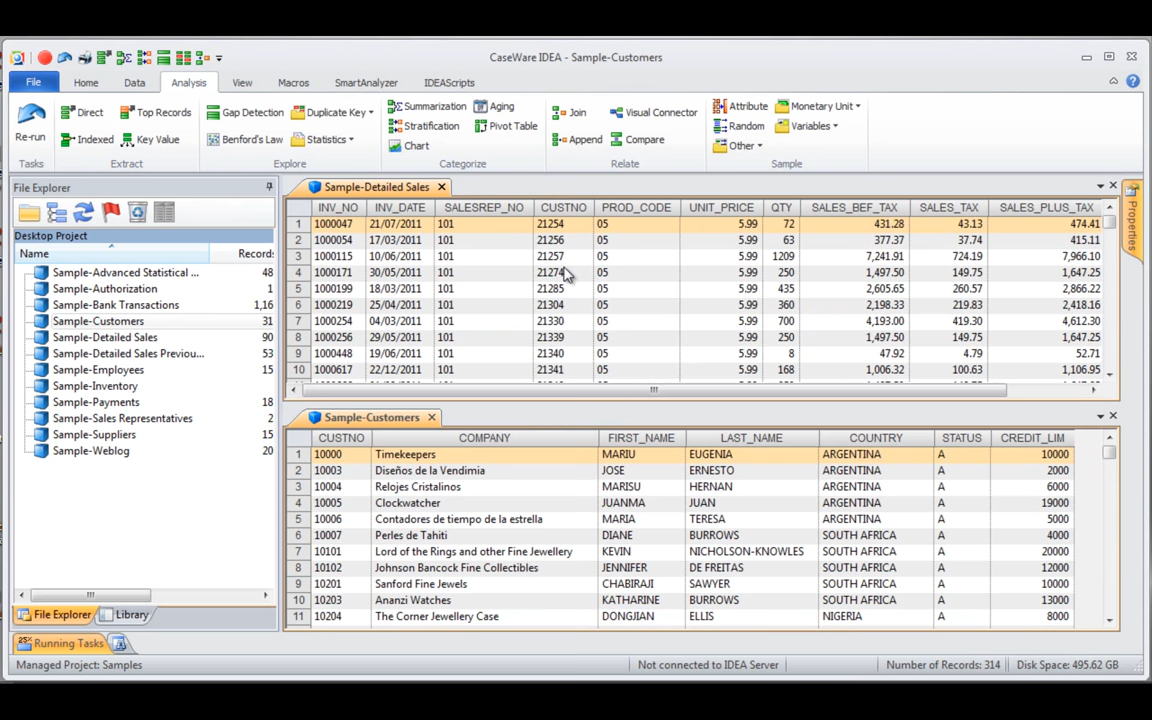 CaseWare IDEA - Sample-Customers
File Home Data Analysis View Macros SmartAnalyzer IDEAScripts
Direct Top Records Gap Detection Duplicate Key Summarization Aging Join Visual Connector Attribute Monetary Unit
Stratification Pivot Table Random Variables
Re-run Indexed Key Value Benford's Law Statistics Chart Append Compare Other
Tasks Extract Explore Categorize Relate Sample
File Explorer
Desktop Project
Name Records
Sample-Advanced Statistical ... 48
Sample-Authorization
Sample-Bank Transactions 1,16
Sample-Customers 31
Sample-Detailed Sales 90
Sample-Detailed Sales Previou... 53
Sample-Employees 15
Sample-Inventory
Sample-Payments 18
Sample-Sales Representatives 2
Sample-Suppliers 15
Sample-Weblog 20
File Explorer Library
Sample-Detailed Sales
INV_NO INV_DATE SALESREP_NO CUSTNO PROD_CODE UNIT_PRICE QTY SALES_BEF_TAX SALES_TAX SALES_PLUS_TAX
1 1000047 21/07/2011 101 21254 05 5.99 72 431.28 43.13 474.41
2 1000054 17/03/2011 101 21256 05 5.99 63 377.37 37.74 415.11
3 1000115 10/06/2011 101 21257 05 5.99 1209 7,241.91 724.19 7,966.10
4 1000171 30/05/2011 101 21274 05 5.99 250 1,497.50 149.75 1,647.25
5 1000199 18/03/2011 101 21285 05 5.99 435 2,605.65 260.57 2,866.22
6 1000219 25/04/2011 101 21304 05 5.99 360 2,198.33 219.83 2,418.16
7 1000254 04/03/2011 101 21330 05 5.99 700 4,193.00 419.30 4,612.30
8 1000256 29/05/2011 101 21339 05 5.99 250 1,497.50 149.75 1,647.25
9 1000448 19/06/2011 101 21340 05 5.99 8 47.92 4.79 52.71
10 1000617 22/12/2011 101 21341 05 5.99 168 1,006.32 100.63 1,106.95
Properties
Sample-Customers
CUSTNO COMPANY FIRST_NAME LAST_NAME COUNTRY STATUS CREDIT_LIM
1 10000 Timekeepers MARIU EUGENIA ARGENTINA A 10000
2 10003 Diseños de la Vendimia JOSE ERNESTO ARGENTINA A 2000
3 10004 Relojes Cristalinos MARISU HERNAN ARGENTINA A 6000
4 10005 Clockwatcher JUANMA JUAN ARGENTINA A 19000
5 10006 Contadores de tiempo de la estrella MARIA TERESA ARGENTINA A 5000
6 10007 Perles de Tahiti DIANE BURROWS SOUTH AFRICA A 4000
7 10101 Lord of the Rings and other Fine Jewellery KEVIN NICHOLSON-KNOWLES SOUTH AFRICA A 20000
8 10102 Johnson Bancock Fine Collectibles JENNIFER DE FREITAS SOUTH AFRICA A 12000
9 10201 Sanford Fine Jewels CHABIRAJI SAWYER SOUTH AFRICA A 10000
10 10203 Ananzi Watches KATHARINE BURROWS SOUTH AFRICA A 13000
11 10204 The Corner Jewellery Case DONGJIAN ELLIS NIGERIA A 8000
Running Tasks
Managed Project: Samples Not connected to IDEA Server Number of Records: 314 Disk Space: 495.62 GB